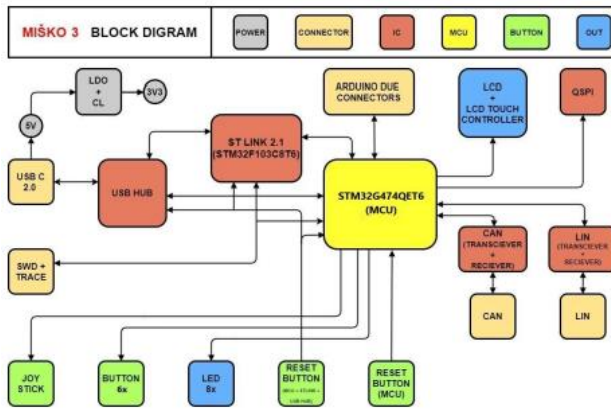 MIŠKO 3 BLOCK DIGRAM
POWER
CONNECTOR
IC
MCU
BUTTON
OUT
LDO
+
CL
3V3
5V
USB C
2.0
USB HUB
ST LINK 2.1
(STM32F103C8T6)
ARDUINO DUE
CONNECTORS
LCD
+
LCD TOUCH
CONTROLLER
QSPI
STM32G474QET6
(MCU)
CAN
(TRANSCIEVER
+
RECIEVER)
LIN
(TRANSCIEVER
+
RECIEVER)
SWD +
TRACE
CAN
LIN
JOY
STICK
BUTTON
6x
LED
8x
RESET
BUTTON
RESET
BUTTON
(MCU)